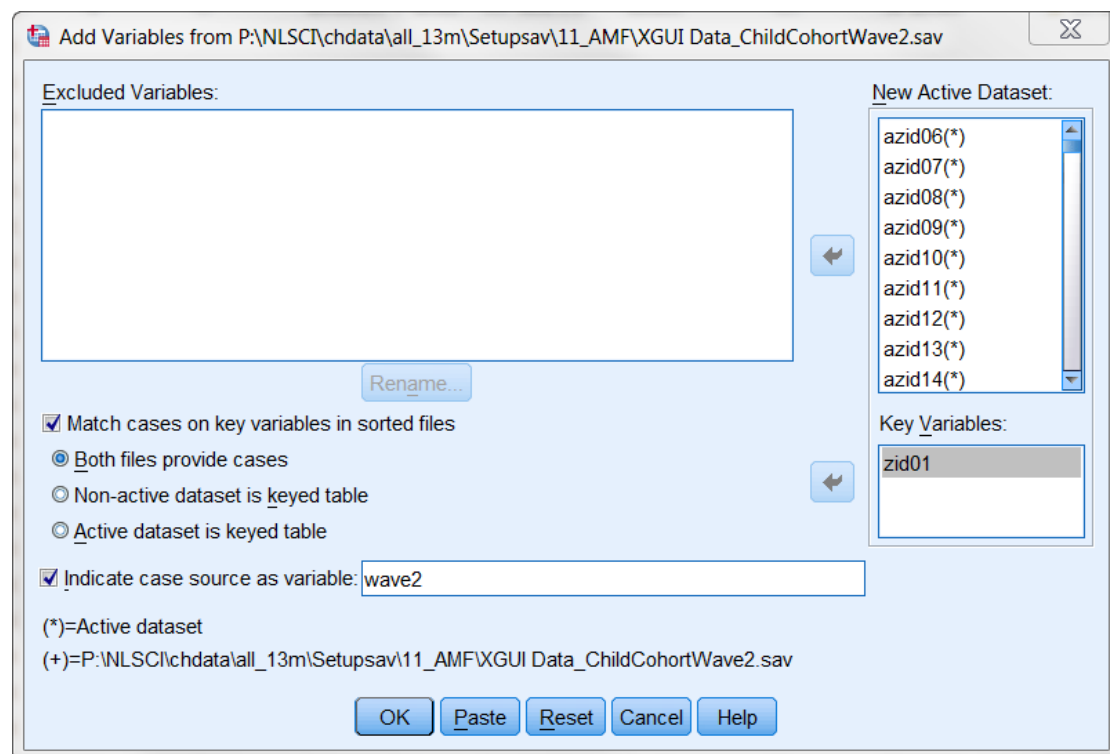 Add Variables from P:\NLSCI\chdata\all_13m\Setupsav\11_AMF\XGUI Data_ChildCohortWave2.sav
Excluded Variables:
New Active Dataset:
azid06(*)
azid07(*)
azid08(*)
azid09(*)
azid10(*)
azid11(*)
azid12(*)
azid13(*)
azid14(*)
Rename...
Match cases on key variables in sorted files
Both files provide cases
Non-active dataset is keyed table
Active dataset is keyed table
Key Variables:
zid01
Indicate case source as variable: wave2
(*)=Active dataset
(+)=P:\NLSCI\chdata\all_13m\Setupsav\11_AMF\XGUI Data_ChildCohortWave2.sav
OK Paste Reset Cancel Help